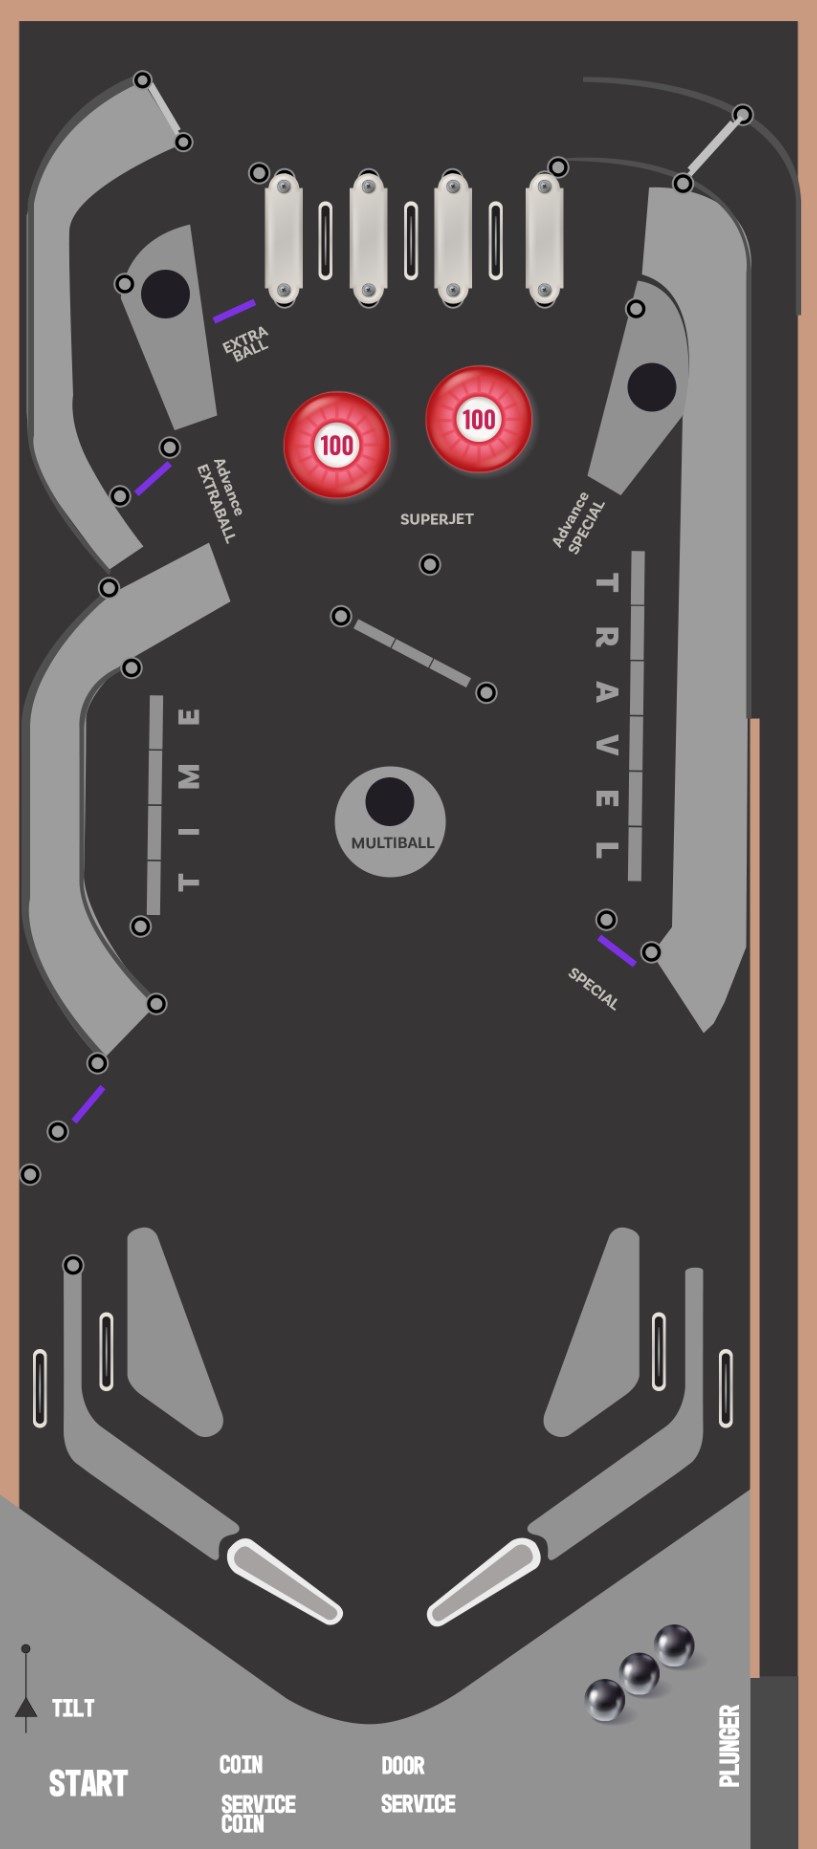 EXTRA
BALL
100
100
Advance
EXTRABALL
SUPERJET
Advance
SPECIAL
TRAVEL
TIME
MULTIBALL
SPECIAL
TILT
PLUNGER
START
COIN
DOOR
SERVICE
COIN
SERVICE